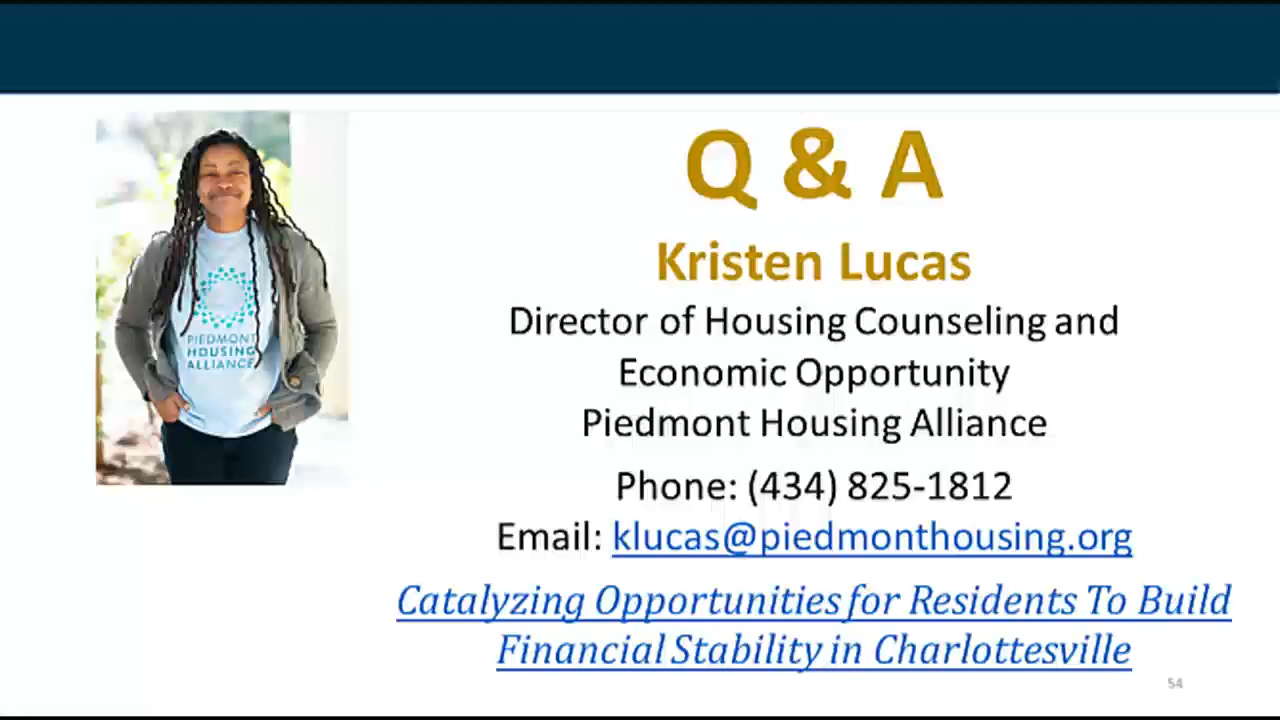 Q & A
Kristen Lucas
Director of Housing Counseling and
Economic Opportunity
Piedmont Housing Alliance
Phone: (434) 825-1812
Email: klucas@piedmonthousing.org
Catalyzing Opportunities for Residents To Build
Financial Stability in Charlottesville
PIEDMONT
HOUSING
ALLIANCE
54